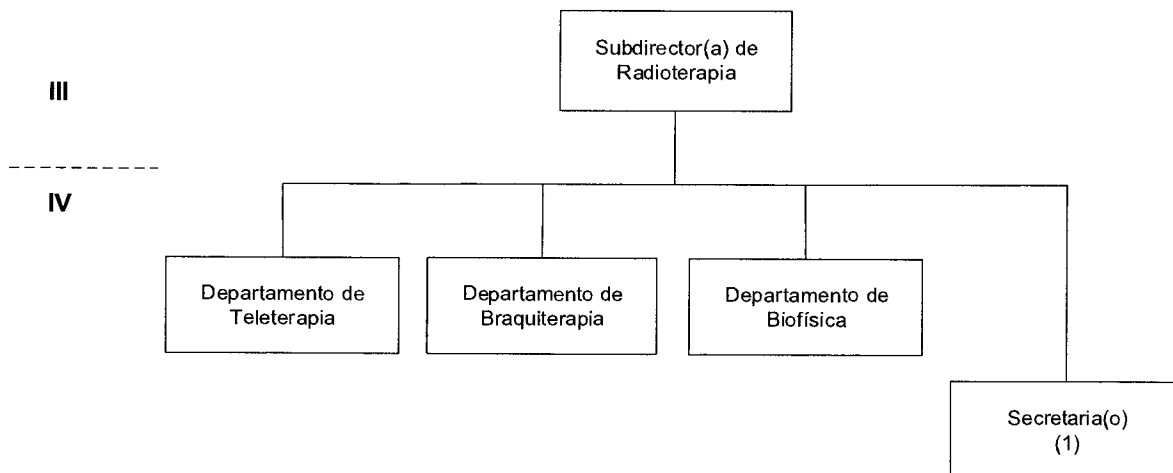 Subdirector(a) de
Radioterapia
III
IV
Departamento de
Teleterapia
Departamento de
Braquiterapia
Departamento de
Biofísica
Secretaria(o)
(1)